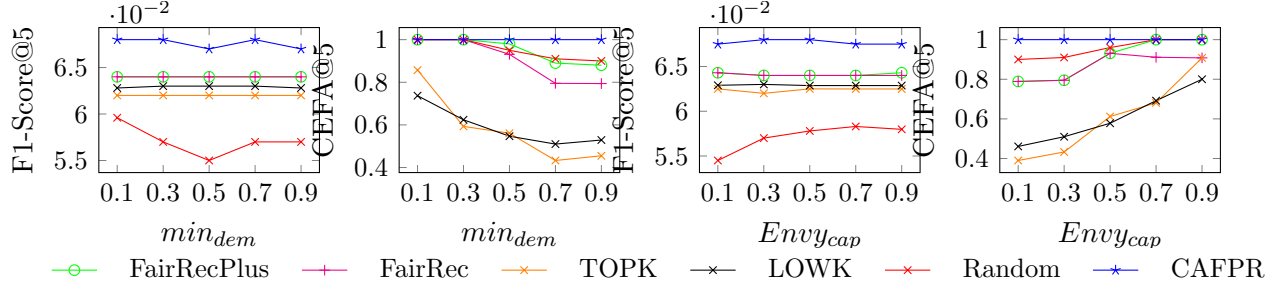 ·10⁻² ·10⁻²
F1-Score@5 6.5 6 5.5 0.1 0.3 0.5 0.7 0.9 min_dem
CEFA@5 1 0.8 0.6 0.4 0.1 0.3 0.5 0.7 0.9 min_dem
F1-Score@5 6.5 6 5.5 0.1 0.3 0.5 0.7 0.9 Envy_cap
CEFA@5 1 0.8 0.6 0.4 0.1 0.3 0.5 0.7 0.9 Envy_cap
FairRecPlus FairRec TOPK LOWK Random CAFPR